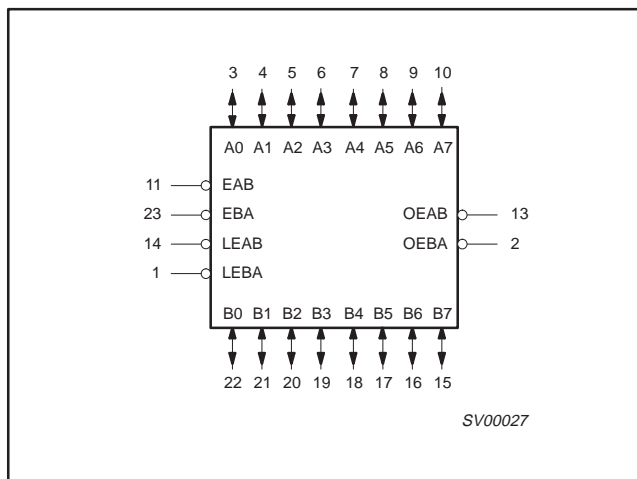 3 4 5 6 7 8 9 10
A0 A1 A2 A3 A4 A5 A6 A7
11 EAB
23 EBA OEAB 13
14 LEAB OEBA 2
1 LEBA
B0 B1 B2 B3 B4 B5 B6 B7
22 21 20 19 18 17 16 15
SV00027